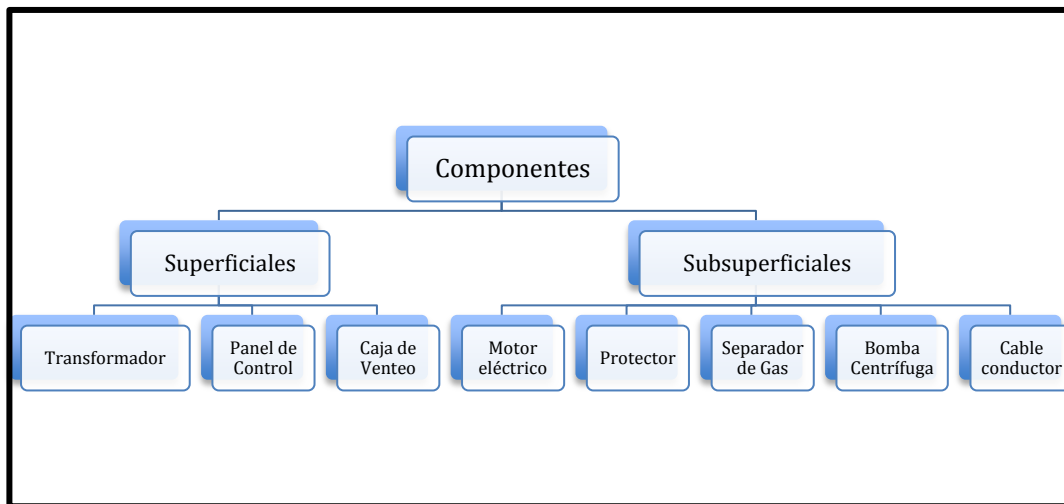 Componentes
Superficiales
Subsuperficiales
Transformador
Panel de
Control
Caja de
Venteo
Motor
eléctrico
Protector
Separador
de Gas
Bomba
Centrífuga
Cable
conductor